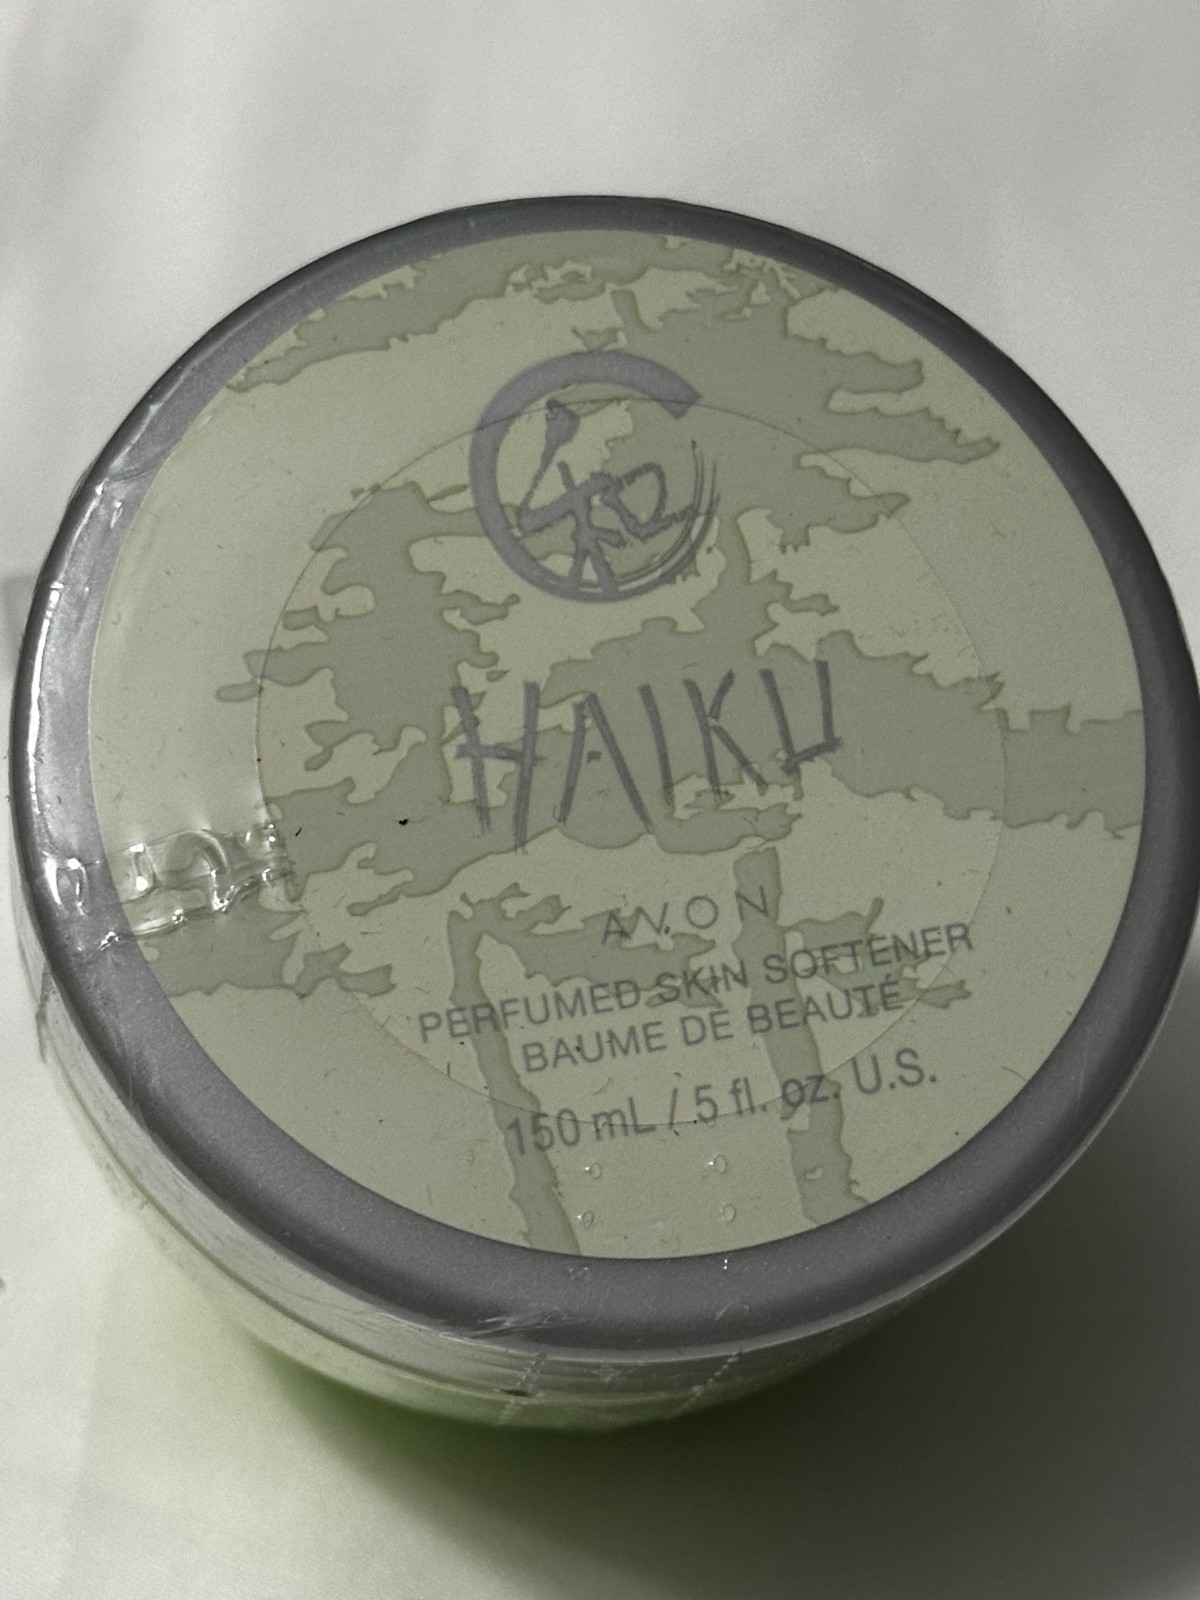 和
HAIKU
AVON
PERFUMED SKIN SOFTENER
BAUME DE BEAUTÉ
150 mL / 5 fl. oz. U.S.